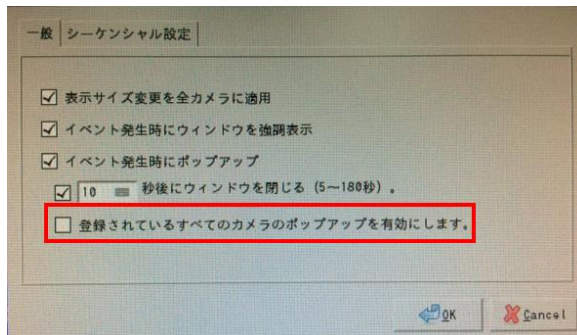 一般 シーケンシャル設定
表示サイズ変更を全カメラに適用
イベント発生時にウィンドウを強調表示
イベント発生時にポップアップ
10 秒後にウィンドウを閉じる (5～180秒) 。
登録されているすべてのカメラのポップアップを有効にします。
OK Cancel